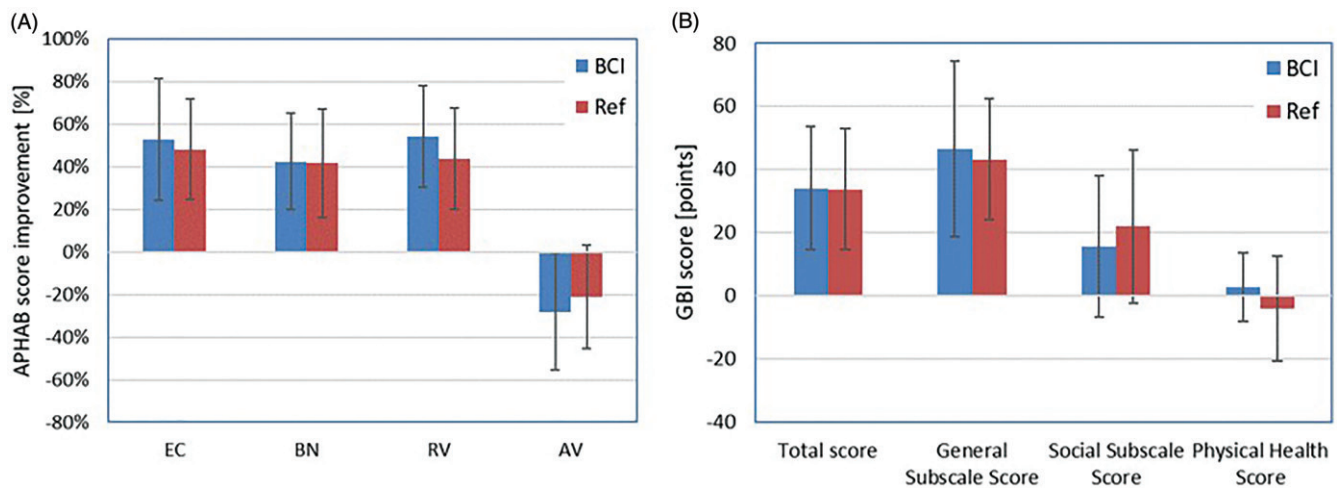 (A)
APHAB score improvement [%]
100%
80%
60%
40%
20%
0%
-20%
-40%
-60%
-80%
BCI
Ref
EC BN RV AV
(B)
GBI score [points]
80
60
40
20
0
-20
-40
BCI
Ref
Total score General Social Subscale Physical Health
Subscale Score Score Score